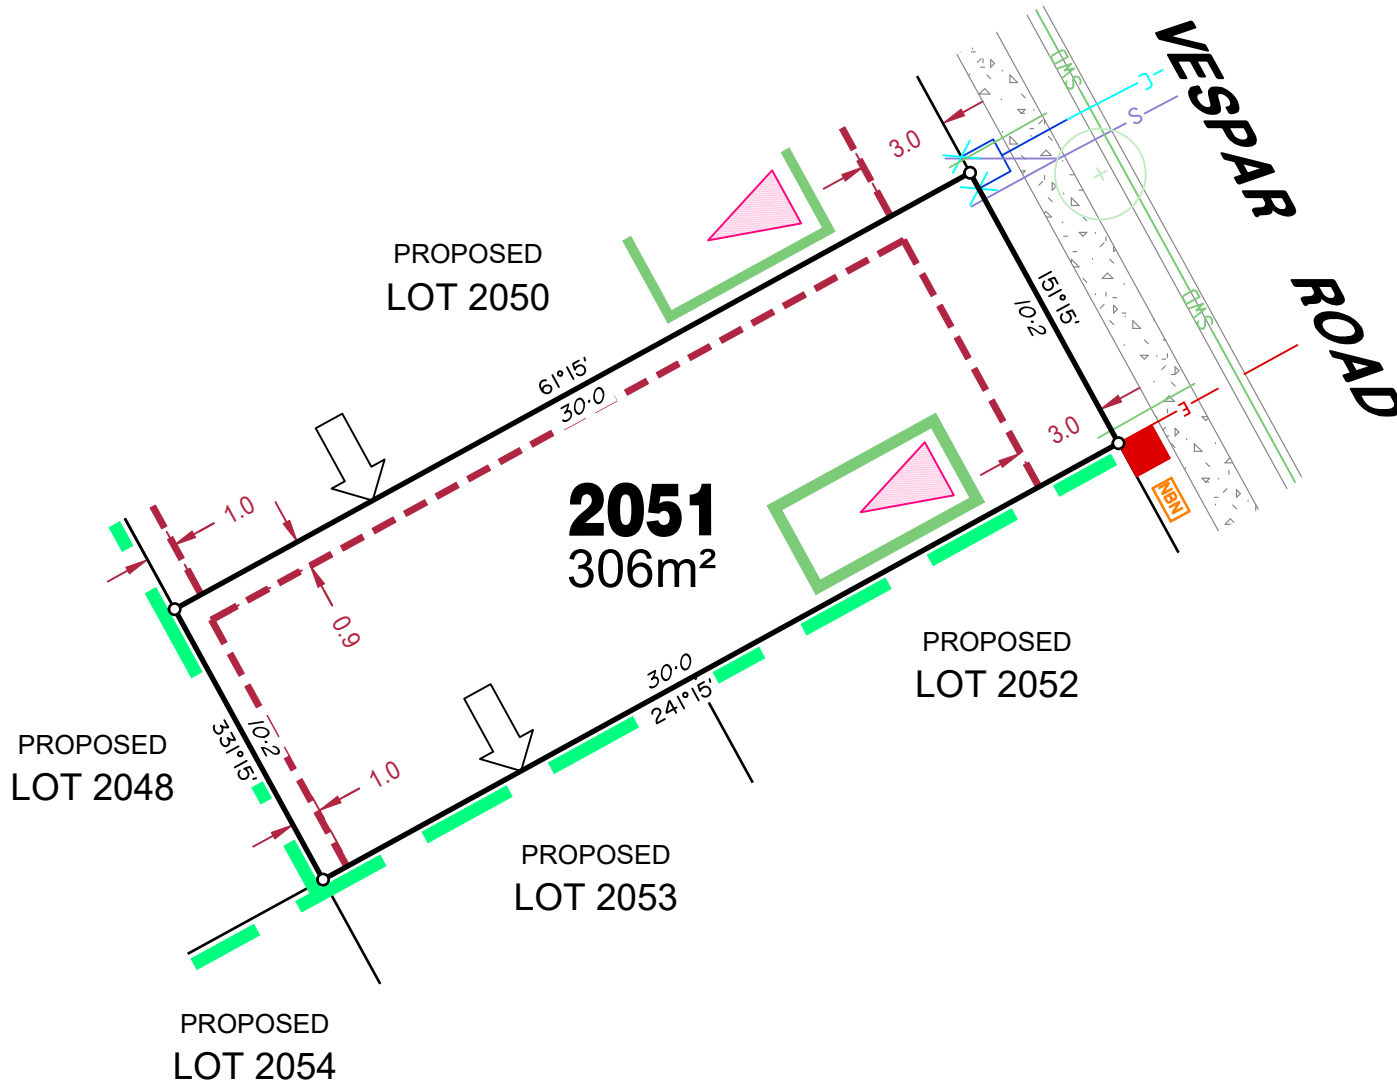 VESPAR
ROAD
SWD
C
S
3.0
PROPOSED
LOT 2050
151°15'
10·2
SWD
61°15'
30·0
3.0
E
NBN
1.0
2051
306m²
0.9
PROPOSED
LOT 2052
30·0
241°15'
PROPOSED
LOT 2048
331°15'
10·2
1.0
PROPOSED
LOT 2053
PROPOSED
LOT 2054